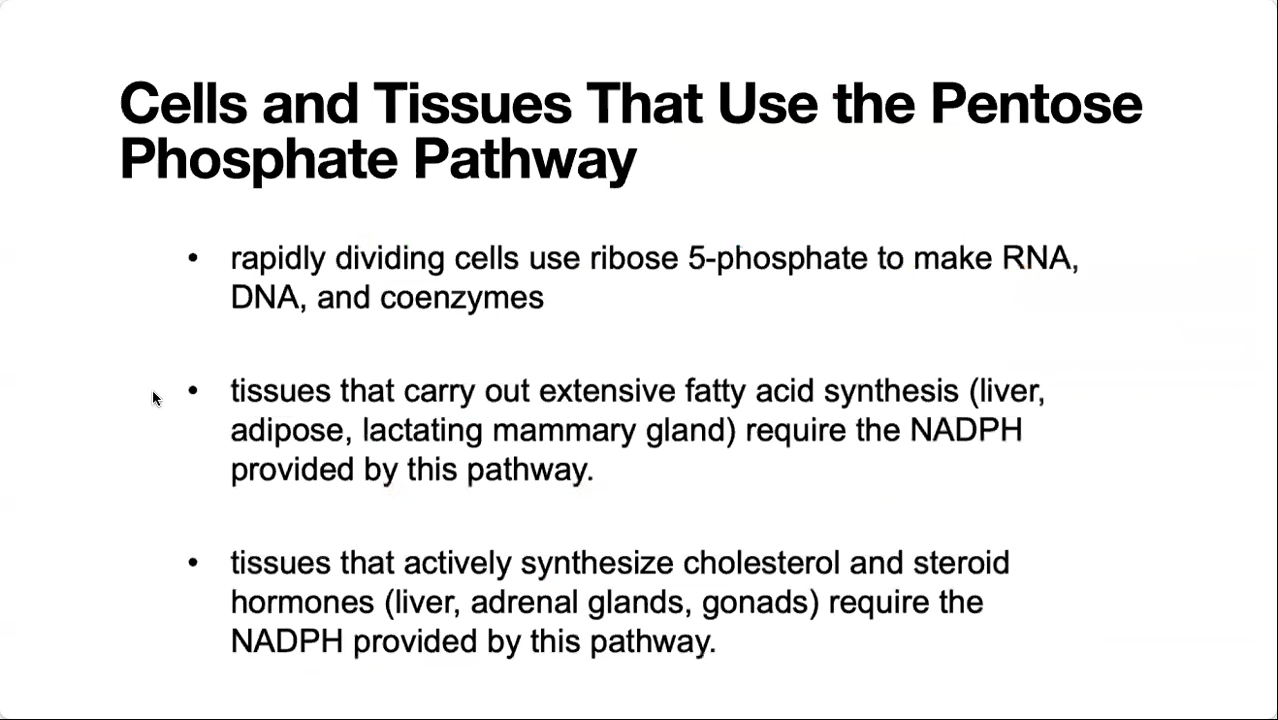 Cells and Tissues That Use the Pentose
Phosphate Pathway
• rapidly dividing cells use ribose 5-phosphate to make RNA,
DNA, and coenzymes
• tissues that carry out extensive fatty acid synthesis (liver,
adipose, lactating mammary gland) require the NADPH
provided by this pathway.
• tissues that actively synthesize cholesterol and steroid
hormones (liver, adrenal glands, gonads) require the
NADPH provided by this pathway.